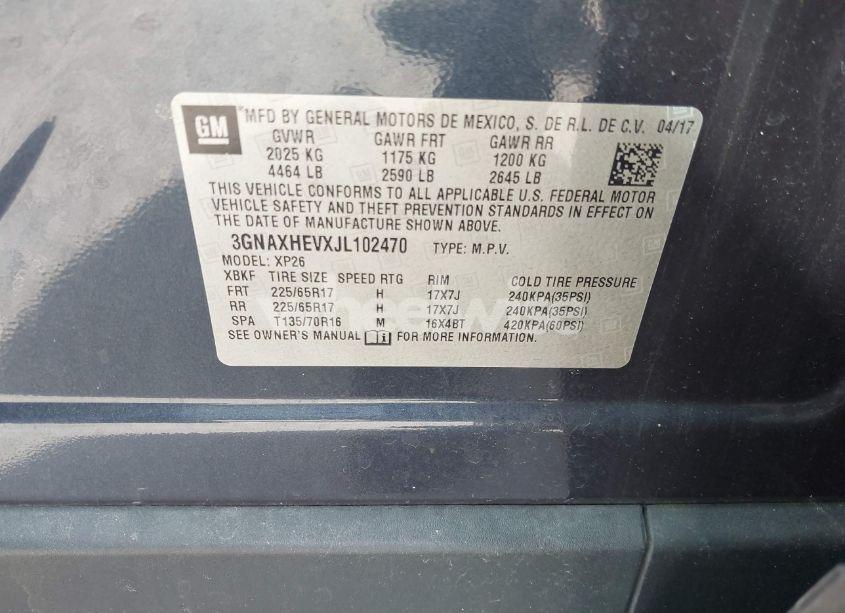 GM
*MFD BY GENERAL MOTORS DE MEXICO, S. DE R.L. DE C.V. 04/17
GVWR GAWR FRT GAWR RR
2025 KG 1175 KG 1200 KG
4464 LB 2590 LB 2645 LB
THIS VEHICLE CONFORMS TO ALL APPLICABLE U.S. FEDERAL MOTOR
VEHICLE SAFETY AND THEFT PREVENTION STANDARDS IN EFFECT ON
THE DATE OF MANUFACTURE SHOWN ABOVE.
3GNAXHEVXJL102470 TYPE: M.P.V.
MODEL: XP26
XBKF TIRE SIZE SPEED RTG RIM COLD TIRE PRESSURE
FRT 225/65R17 H 17X7J 240KPA(35PSI)
RR 225/65R17 H 17X7J 240KPA(35PSI)
SPA T135/70R16 M 16X4BT 420KPA(60PSI)
SEE OWNER'S MANUAL FOR MORE INFORMATION.